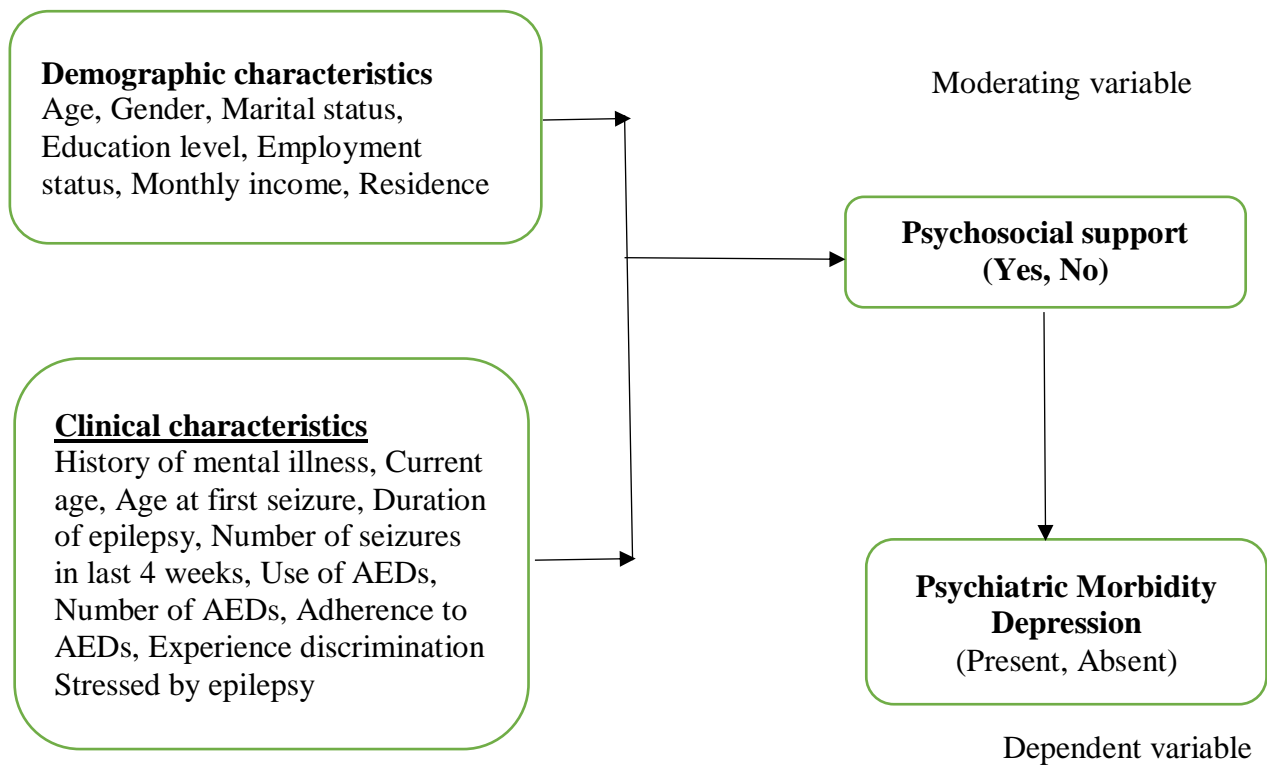 Demographic characteristics
Age, Gender, Marital status,
Education level, Employment
status, Monthly income, Residence
Moderating variable
Psychosocial support
(Yes, No)
Clinical characteristics
History of mental illness, Current
age, Age at first seizure, Duration
of epilepsy, Number of seizures
in last 4 weeks, Use of AEDs,
Number of AEDs, Adherence to
AEDs, Experience discrimination
Stressed by epilepsy
Psychiatric Morbidity
Depression
(Present, Absent)
Dependent variable